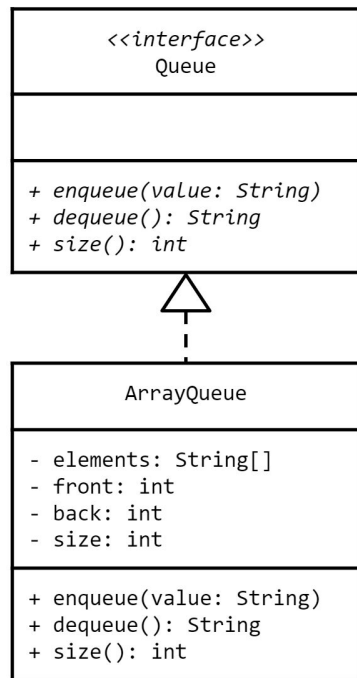 <<interface>>
Queue
+ enqueue(value: String)
+ dequeue(): String
+ size(): int
ArrayQueue
- elements: String[]
- front: int
- back: int
- size: int
+ enqueue(value: String)
+ dequeue(): String
+ size(): int